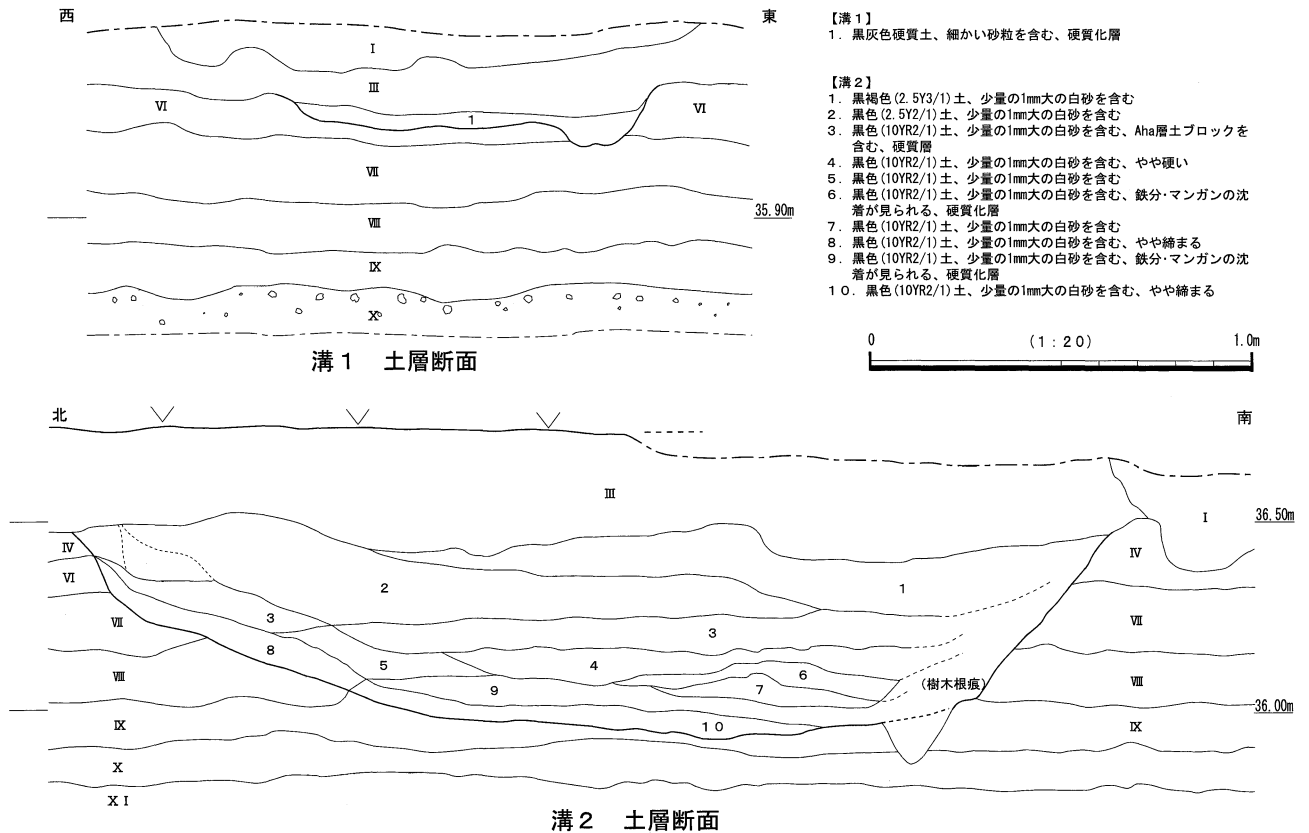 西
東
Ⅰ
Ⅲ
Ⅵ
Ⅵ
1
Ⅶ
35.90m
Ⅷ
Ⅸ
Ⅹ
溝1 土層断面
【溝1】
1. 黒灰色硬質土、細かい砂粒を含む、硬質化層
【溝2】
1. 黒褐色(2.5Y3/1)土、少量の1mm大の白砂を含む
2. 黒色(2.5Y2/1)土、少量の1mm大の白砂を含む
3. 黒色(10YR2/1)土、少量の1mm大の白砂を含む、Aha層土ブロックを
含む、硬質層
4. 黒色(10YR2/1)土、少量の1mm大の白砂を含む、やや硬い
5. 黒色(10YR2/1)土、少量の1mm大の白砂を含む
6. 黒色(10YR2/1)土、少量の1mm大の白砂を含む、鉄分・マンガンの沈
着が見られる、硬質化層
7. 黒色(10YR2/1)土、少量の1mm大の白砂を含む
8. 黒色(10YR2/1)土、少量の1mm大の白砂を含む、やや締まる
9. 黒色(10YR2/1)土、少量の1mm大の白砂を含む、鉄分・マンガンの沈
着が見られる、硬質化層
10. 黒色(10YR2/1)土、少量の1mm大の白砂を含む、やや締まる
0 (1:20) 1.0m
北
南
Ⅲ
Ⅰ
36.50m
Ⅳ
Ⅳ
Ⅵ
2
1
3
Ⅶ
3
Ⅶ
8
5
4
6
Ⅷ
9
7
(樹木根痕)
Ⅷ
36.00m
Ⅸ
10
Ⅸ
Ⅹ
ⅩⅠ
溝2 土層断面